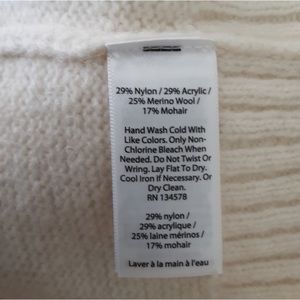 29% Nylon / 29% Acrylic /
25% Merino Wool /
17% Mohair
Hand Wash Cold With
Like Colors. Only Non-
Chlorine Bleach When
Needed. Do Not Twist Or
Wring. Lay Flat To Dry.
Cool Iron If Necessary. Or
Dry Clean.
RN 134578
29% nylon /
29% acrylique /
25% laine mérinos /
17% mohair
Laver à la main à l'eau